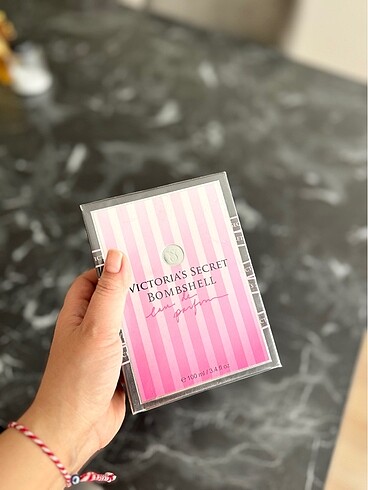 VICTORIA'S SECRET
BOMBSHELL
eau de
parfum
℮ 100 ml / 3.4 fl oz